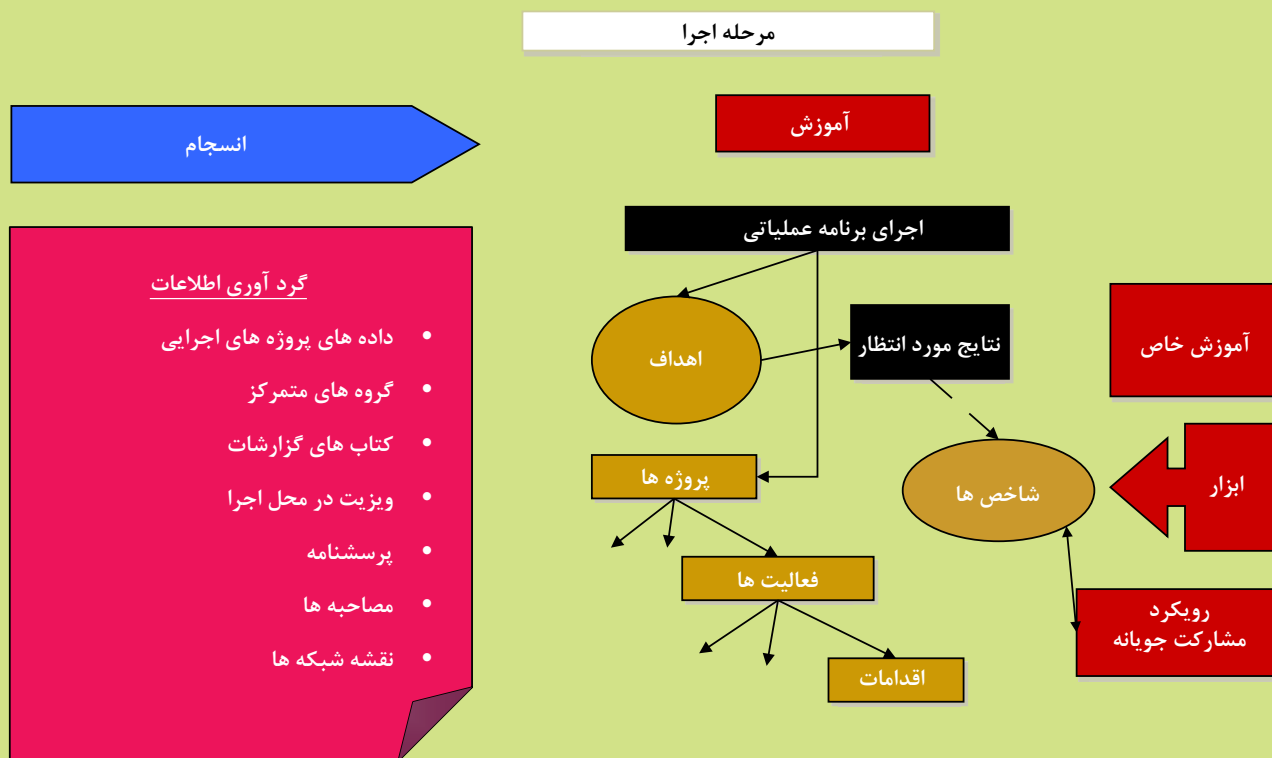 مرحله اجرا
آموزش
انسجام
اجرای برنامه عملیاتی
گرد آوری اطلاعات
• داده های پروژه های اجرایی
• گروه های متمرکز
• کتاب های گزارشات
• ویزیت در محل اجرا
• پرسشنامه
• مصاحبه ها
• نقشه شبکه ها
اهداف
نتایج مورد انتظار
آموزش خاص
پروژه ها
شاخص ها
ابزار
فعالیت ها
رویکرد
مشارکت جویانه
اقدامات